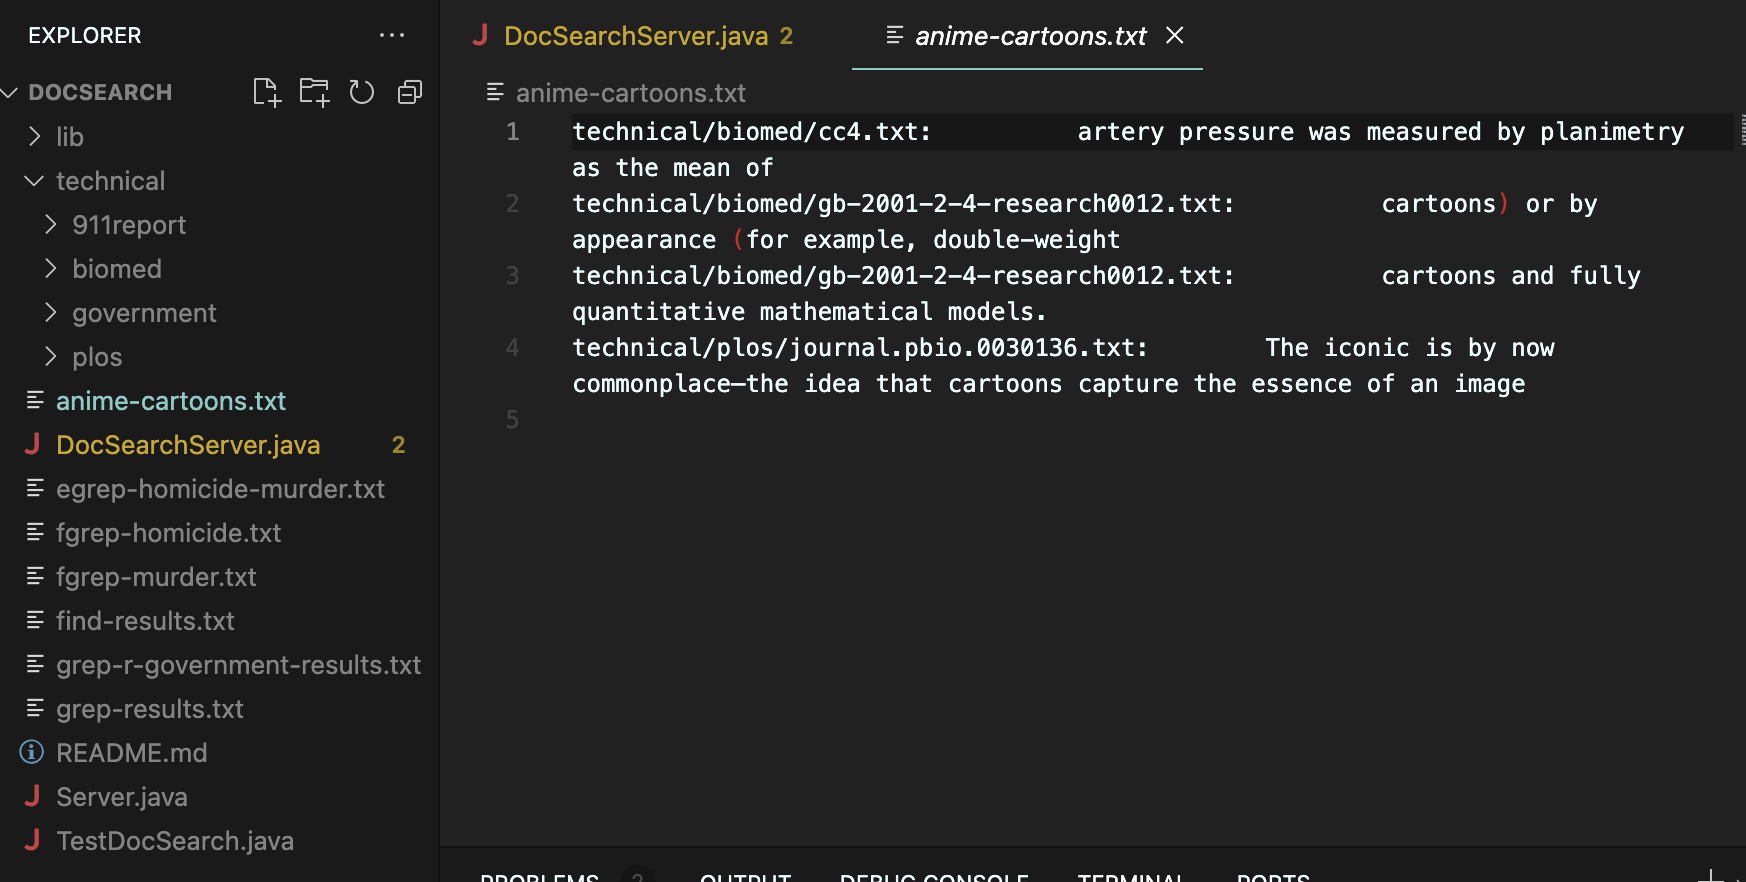 EXPLORER
DOCSEARCH
lib
technical
911report
biomed
government
plos
anime-cartoons.txt
DocSearchServer.java 2
egrep-homicide-murder.txt
fgrep-homicide.txt
fgrep-murder.txt
find-results.txt
grep-r-government-results.txt
grep-results.txt
README.md
Server.java
TestDocSearch.java
DocSearchServer.java 2
anime-cartoons.txt
anime-cartoons.txt
1 technical/biomed/cc4.txt: artery pressure was measured by planimetry
as the mean of
2 technical/biomed/gb-2001-2-4-research0012.txt: cartoons) or by
appearance (for example, double-weight
3 technical/biomed/gb-2001-2-4-research0012.txt: cartoons and fully
quantitative mathematical models.
4 technical/plos/journal.pbio.0030136.txt: The iconic is by now
commonplace—the idea that cartoons capture the essence of an image
5
PROBLEMS 2 OUTPUT DEBUG CONSOLE TERMINAL PORTS